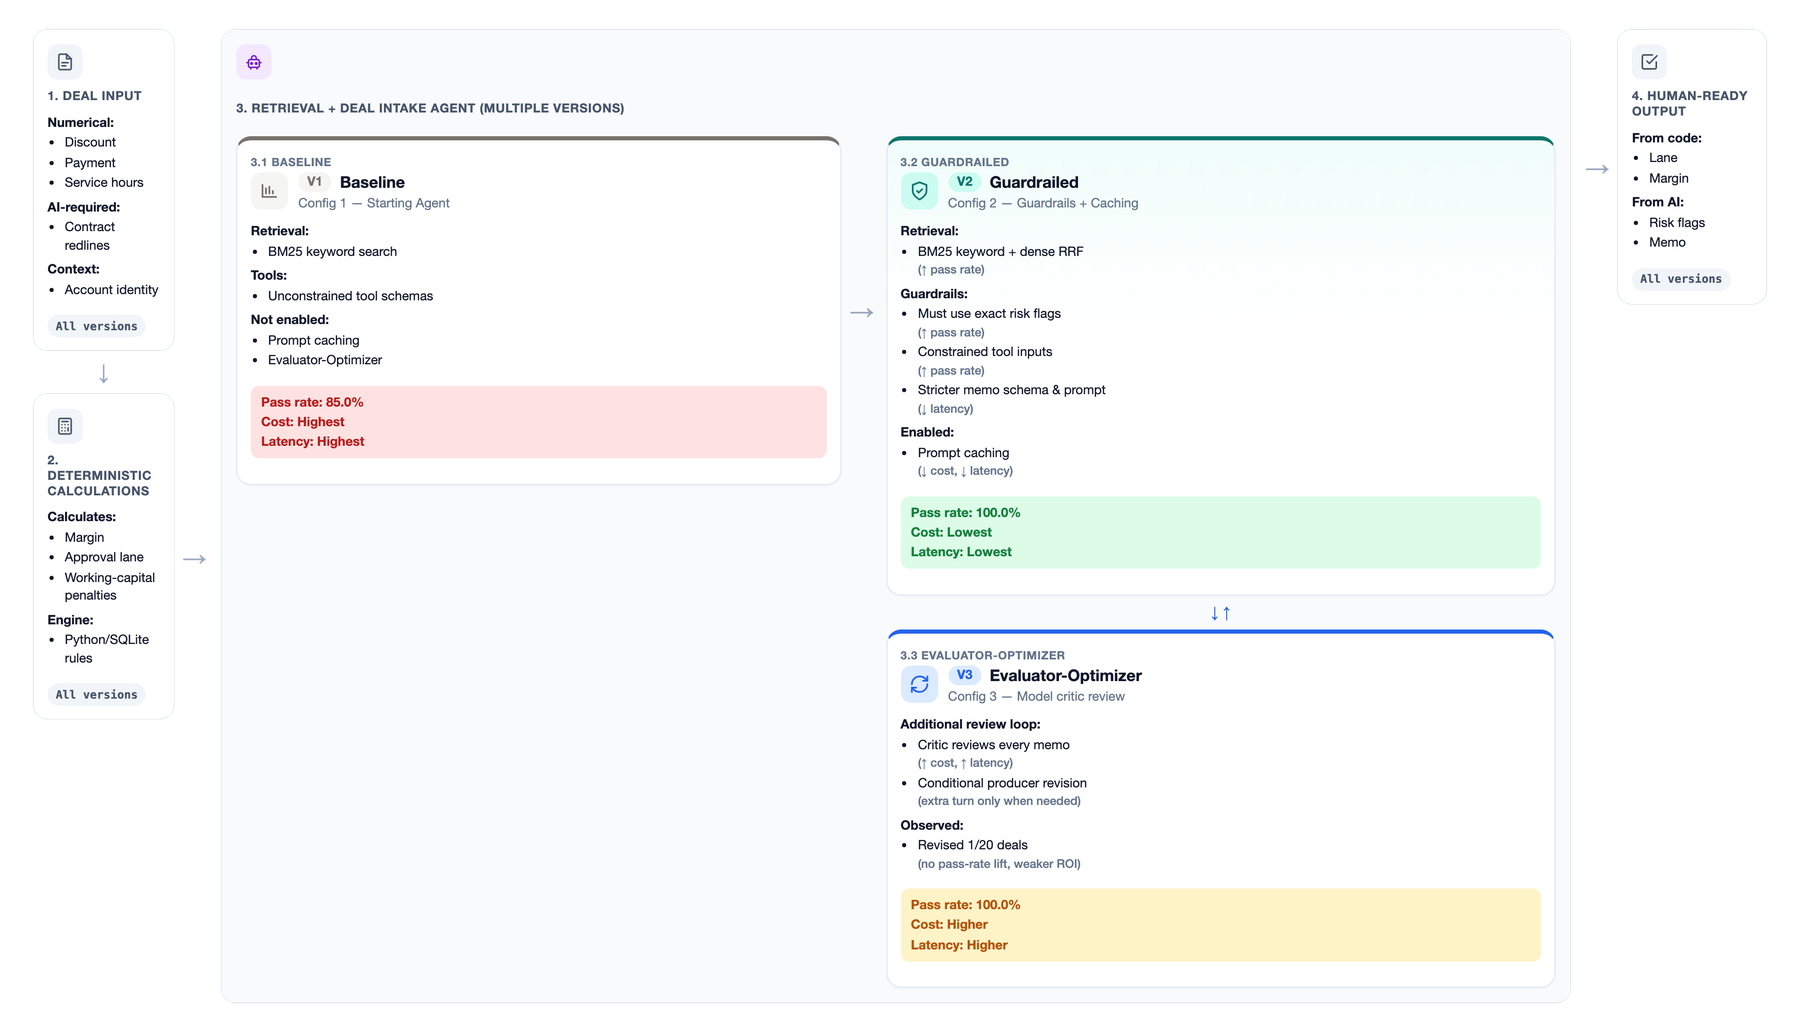 1. DEAL INPUT
Numerical:
• Discount
• Payment
• Service hours
AI-required:
• Contract
redlines
Context:
• Account identity
All versions
↓
2.
DETERMINISTIC
CALCULATIONS
Calculates:
• Margin
• Approval lane
• Working-capital
penalties
Engine:
• Python/SQLite
rules
All versions
→
3. RETRIEVAL + DEAL INTAKE AGENT (MULTIPLE VERSIONS)
3.1 BASELINE
V1 Baseline
Config 1 — Starting Agent
Retrieval:
• BM25 keyword search
Tools:
• Unconstrained tool schemas
Not enabled:
• Prompt caching
• Evaluator-Optimizer
Pass rate: 85.0%
Cost: Highest
Latency: Highest
→
3.2 GUARDRAILED
V2 Guardrailed
Config 2 — Guardrails + Caching
Retrieval:
• BM25 keyword + dense RRF
(↑ pass rate)
Guardrails:
• Must use exact risk flags
(↑ pass rate)
• Constrained tool inputs
(↑ pass rate)
• Stricter memo schema & prompt
(↓ latency)
Enabled:
• Prompt caching
(↓ cost, ↓ latency)
Pass rate: 100.0%
Cost: Lowest
Latency: Lowest
↓↑
3.3 EVALUATOR-OPTIMIZER
V3 Evaluator-Optimizer
Config 3 — Model critic review
Additional review loop:
• Critic reviews every memo
(↑ cost, ↑ latency)
• Conditional producer revision
(extra turn only when needed)
Observed:
• Revised 1/20 deals
(no pass-rate lift, weaker ROI)
Pass rate: 100.0%
Cost: Higher
Latency: Higher
→
4. HUMAN-READY
OUTPUT
From code:
• Lane
• Margin
From AI:
• Risk flags
• Memo
All versions